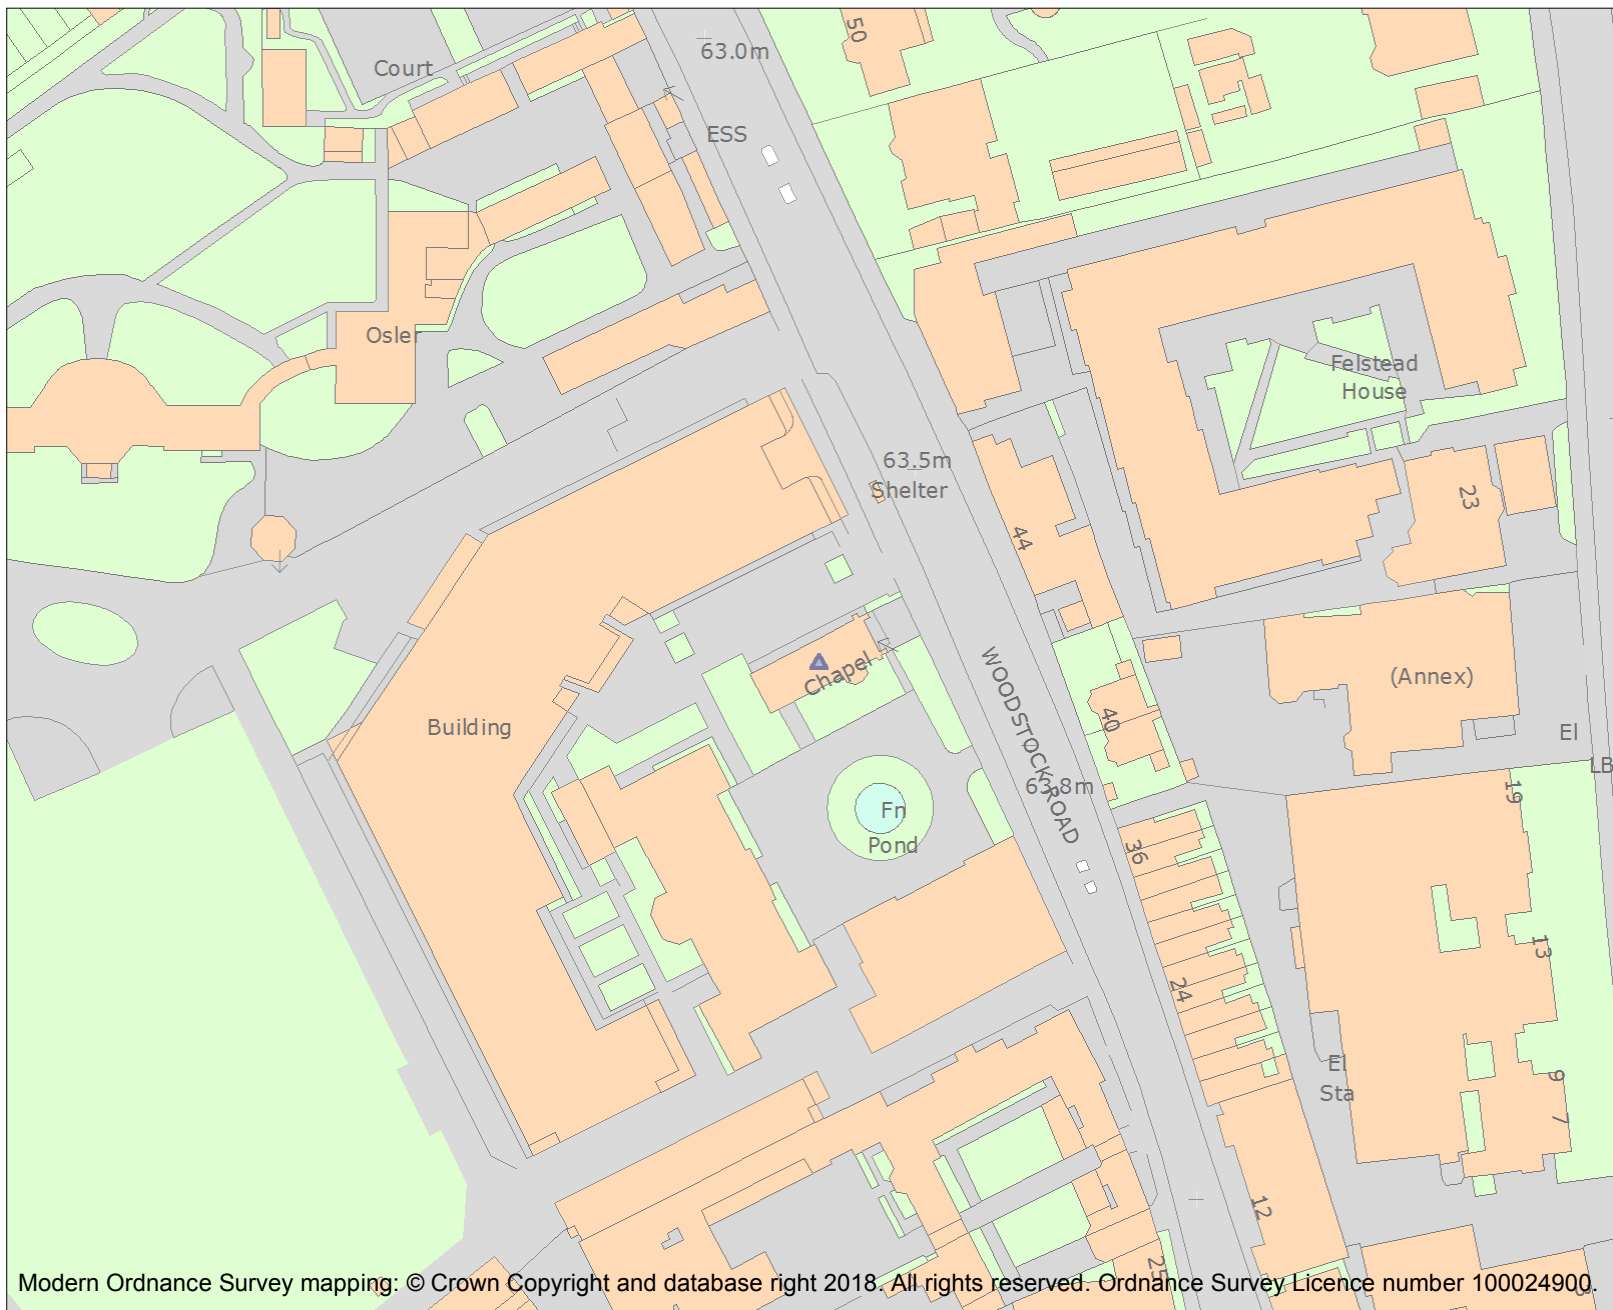 50
63.0m
Court
ESS
Osler
Felstead
House
63.5m
Shelter
23
44
Chapel
(Annex)
WOODSTOCK ROAD
40
Building
El
LB
63.8m
19
Fn
Pond
36
13
24
El
Sta
9
7
12
25
Modern Ordnance Survey mapping: © Crown Copyright and database right 2018. All rights reserved. Ordnance Survey Licence number 100024900.